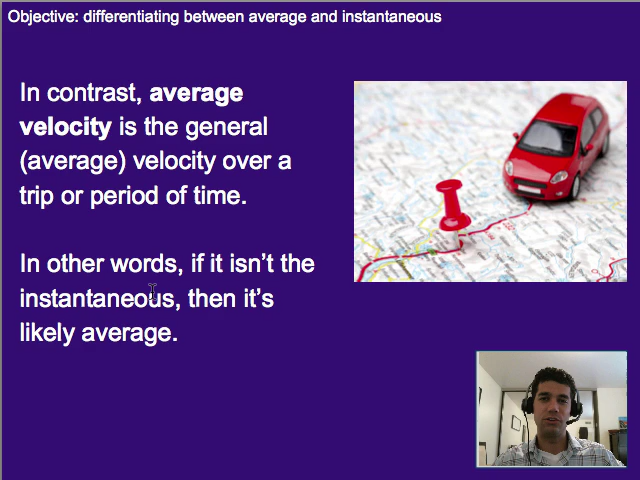 Objective: differentiating between average and instantaneous
In contrast, average
velocity is the general
(average) velocity over a
trip or period of time.
In other words, if it isn't the
instantaneous, then it's
likely average.